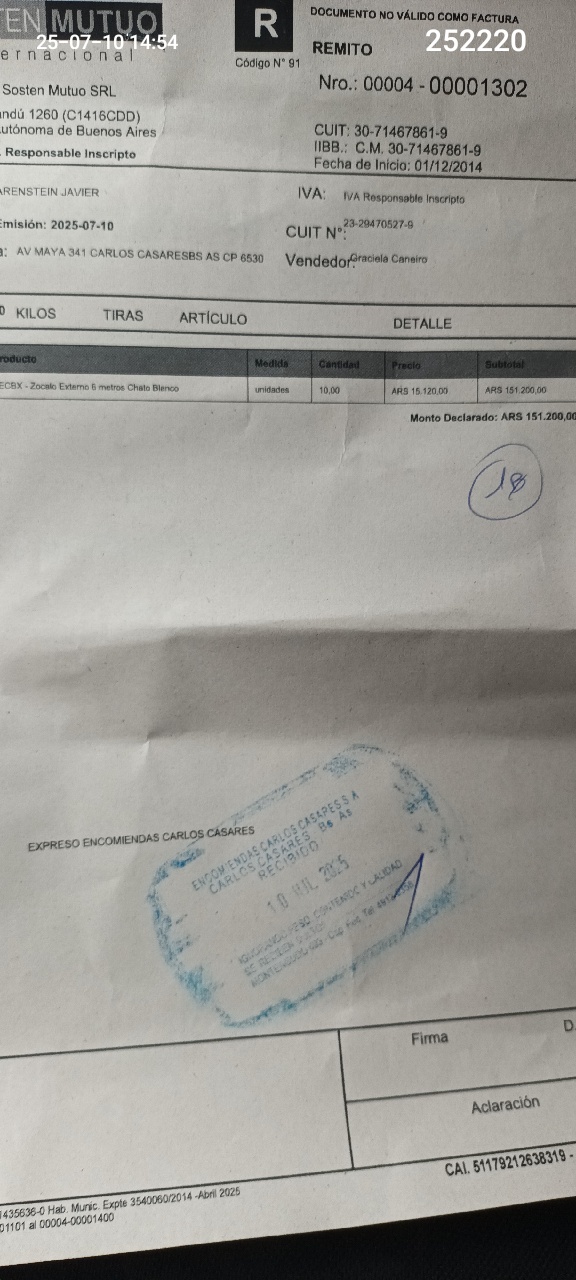 TEN MUTUO
25-07-10 14:54
ernacional
R
Código N° 91
DOCUMENTO NO VÁLIDO COMO FACTURA
REMITO
252220
Nro.: 00004 - 00001302
Sosten Mutuo SRL
ndú 1260 (C1416CDD)
utónoma de Buenos Aires
. Responsable Inscripto
CUIT: 30-71467861-9
IIBB.: C.M. 30-71467861-9
Fecha de Inicio: 01/12/2014
ARENSTEIN JAVIER
IVA: IVA Responsable Inscripto
Emisión: 2025-07-10
CUIT N°: 23-29470527-9
a: AV MAYA 341 CARLOS CASARESBS AS CP 6530
Vendedor: Graciela Caneiro
O KILOS TIRAS ARTÍCULO DETALLE
roducto Medida Cantidad Precio Subtotal
ECBX - Zocalo Externo 6 metros Chato Blanco unidades 10,00 ARS 15.120,00 ARS 151.200,00
Monto Declarado: ARS 151.200,00
18
EXPRESO ENCOMIENDAS CARLOS CASARES
ENCOMIENDAS CARLOS CASARES S A
CARLOS CASARES Bs As
RECIBIDO
10 JUL 2025
PESO, CONTENIDO Y CALIDAD
SE RECIBE
Firma
D.
Aclaración
CAI. 51179212638319 -
1435636-0 Hab. Munic. Expte 3540060/2014 -Abril 2025
01101 al 00004-00001400